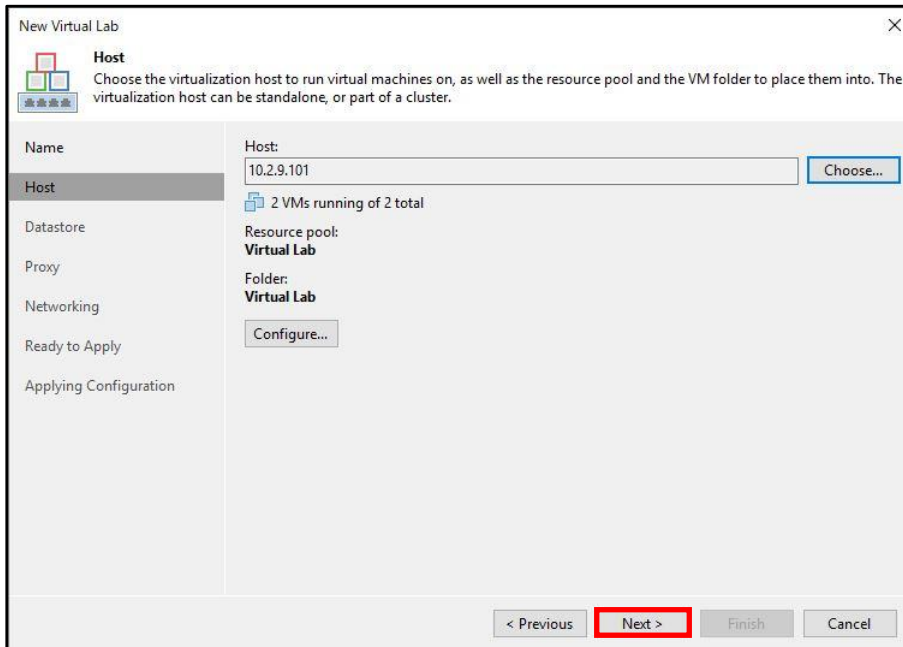 New Virtual Lab
Host
Choose the virtualization host to run virtual machines on, as well as the resource pool and the VM folder to place them into. The
virtualization host can be standalone, or part of a cluster.
Name
Host
Datastore
Proxy
Networking
Ready to Apply
Applying Configuration
Host:
10.2.9.101
Choose...
2 VMs running of 2 total
Resource pool:
Virtual Lab
Folder:
Virtual Lab
Configure...
< Previous
Next >
Finish
Cancel